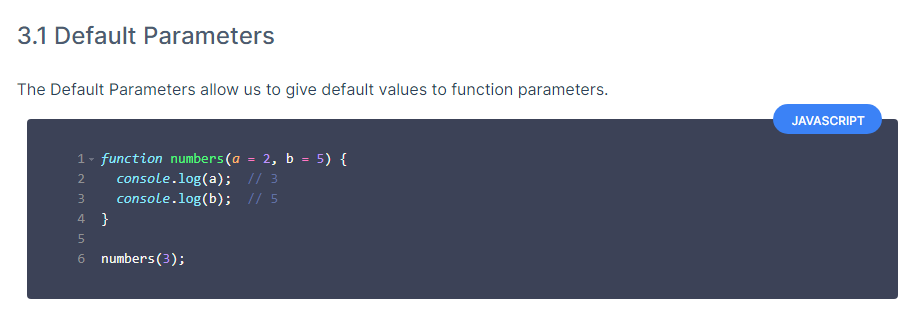 3.1 Default Parameters
The Default Parameters allow us to give default values to function parameters.
JAVASCRIPT
1 function numbers(a = 2, b = 5) {
2   console.log(a);  // 3
3   console.log(b);  // 5
4 }
5
6 numbers(3);